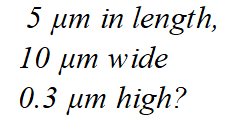 5 μm in length,
10 μm wide
0.3 μm high?